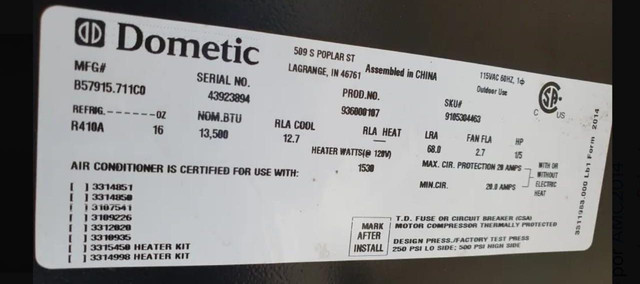 Dometic
509 S POPLAR ST
LAGRANGE, IN 46761
Assembled in CHINA
115VAC 60HZ, 1ф
Outdoor Use
C US
MFG#
B57915.711C0
SERIAL NO.
43923894
PROD.NO.
936000107
SKU#
9105304463
REFRIG.-------OZ
R410A 16
NOM.BTU
13,500
RLA COOL
12.7
RLA HEAT
LRA
68.0
FAN FLA
2.7
HP
1/5
HEATER WATTS(@ 120V)
1530
MAX. CIR. PROTECTION 20 AMPS
MIN.CIR. 20.0 AMPS
WITH OR
WITHOUT
ELECTRIC
HEAT
AIR CONDITIONER IS CERTIFIED FOR USE WITH:
[ ] 3314851
[ ] 3314850
[ ] 3107541
[ ] 3109226
[ ] 3312020
[ ] 3310935
[ ] 3315450 HEATER KIT
[ ] 3314998 HEATER KIT
MARK
AFTER
INSTALL
T.D. FUSE OR CIRCUIT BREAKER (CSA)
MOTOR COMPRESSOR THERMALLY PROTECTED
DESIGN PRESS./FACTORY TEST PRESS
250 PSI LO SIDE; 500 PSI HIGH SIDE
3511968.000 Lb1 Form 2014